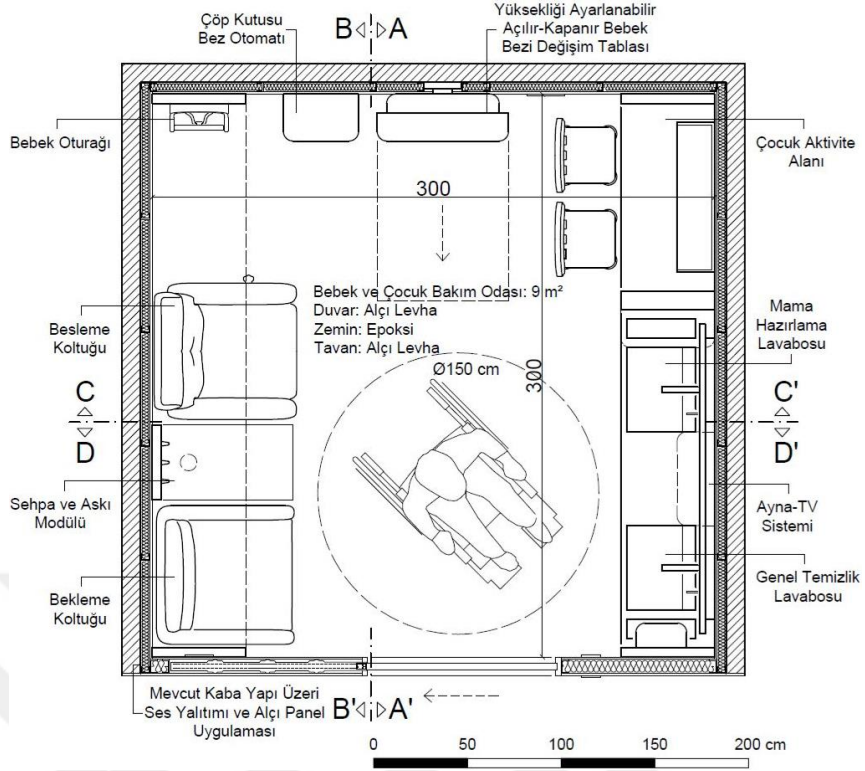 Çöp Kutusu
Bez Otomatı
B
A
Yüksekliği Ayarlanabilir
Açılır-Kapanır Bebek
Bezi Değişim Tablası
Bebek Oturağı
Çocuk Aktivite
Alanı
300
Bebek ve Çocuk Bakım Odası: 9 m²
Duvar: Alçı Levha
Zemin: Epoksi
Tavan: Alçı Levha
Besleme
Koltuğu
Mama
Hazırlama
Lavabosu
300
Ø150 cm
C
D
C'
D'
Sehpa ve Askı
Modülü
Ayna-TV
Sistemi
Bekleme
Koltuğu
Genel Temizlik
Lavabosu
Mevcut Kaba Yapı Üzeri
Ses Yalıtımı ve Alçı Panel
Uygulaması
B'
A'
0 50 100 150 200 cm